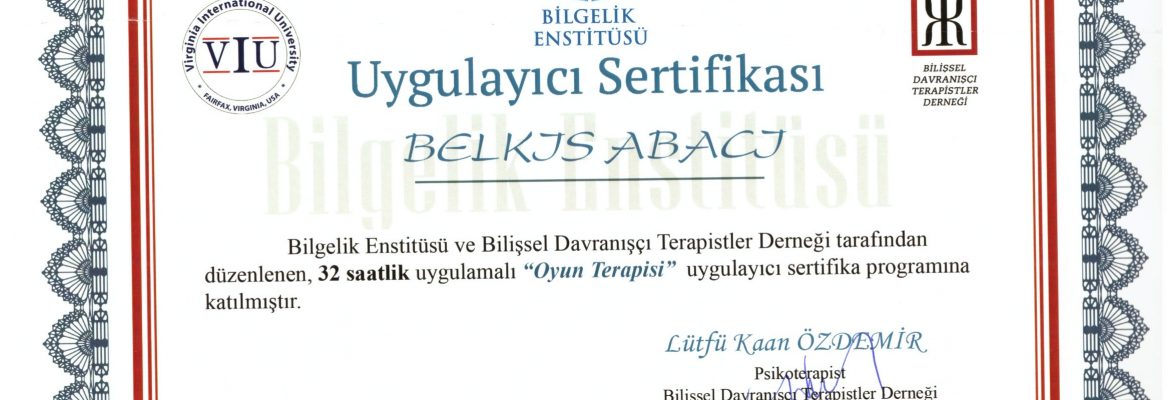 Virginia International University
VIU
FAIRFAX, VIRGINIA, USA
BİLGELİK
ENSTİTÜSÜ
BİLİŞSEL
DAVRANIŞÇI
TERAPİSTLER
DERNEĞİ
Uygulayıcı Sertifikası
Bilgelik Enstitüsü
BELKIS ABACI
Bilgelik Enstitüsü ve Bilişsel Davranışçı Terapistler Derneği tarafından
düzenlenen, 32 saatlik uygulamalı “Oyun Terapisi” uygulayıcı sertifika programına
katılmıştır.
Lütfü Kaan ÖZDEMİR
Psikoterapist
Bilişsel Davranışçı Terapistler Derneği